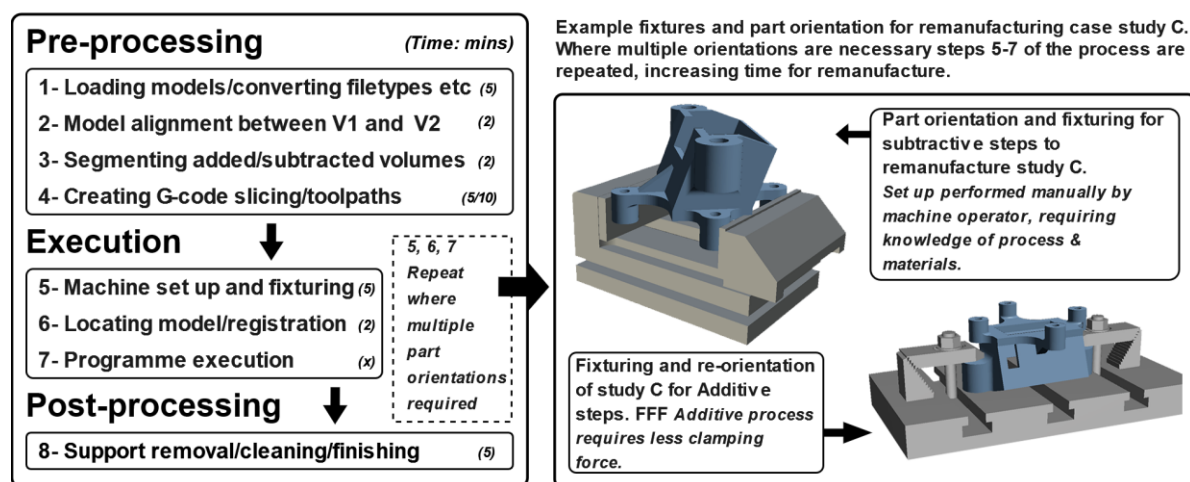 Pre-processing (Time: mins)
1- Loading models/converting filetypes etc (5)
2- Model alignment between V1 and V2 (2)
3- Segmenting added/subtracted volumes (2)
4- Creating G-code slicing/toolpaths (5/10)
Execution
5- Machine set up and fixturing (5)
6- Locating model/registration (2)
7- Programme execution (x)
5, 6, 7
Repeat
where
multiple
part
orientations
required
Post-processing
8- Support removal/cleaning/finishing (5)
Example fixtures and part orientation for remanufacturing case study C.
Where multiple orientations are necessary steps 5-7 of the process are
repeated, increasing time for remanufacture.
Part orientation and fixturing for
subtractive steps to
remanufacture study C.
Set up performed manually by
machine operator, requiring
knowledge of process &
materials.
Fixturing and re-orientation
of study C for Additive
steps. FFF Additive process
requires less clamping
force.